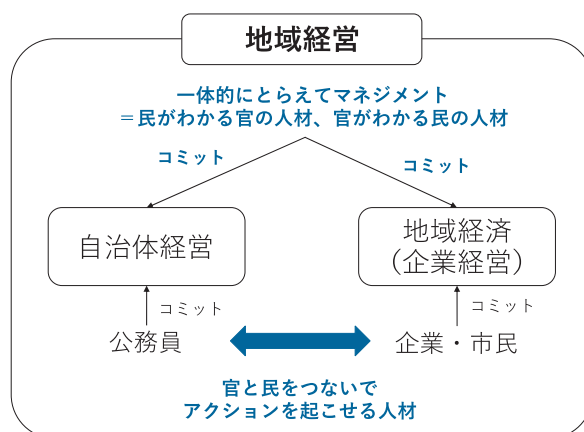 地域経営
一体的にとらえてマネジメント
＝民がわかる官の人材、官がわかる民の人材
コミット
コミット
自治体経営
地域経済
（企業経営）
コミット
コミット
公務員
企業・市民
官と民をつないで
アクションを起こせる人材